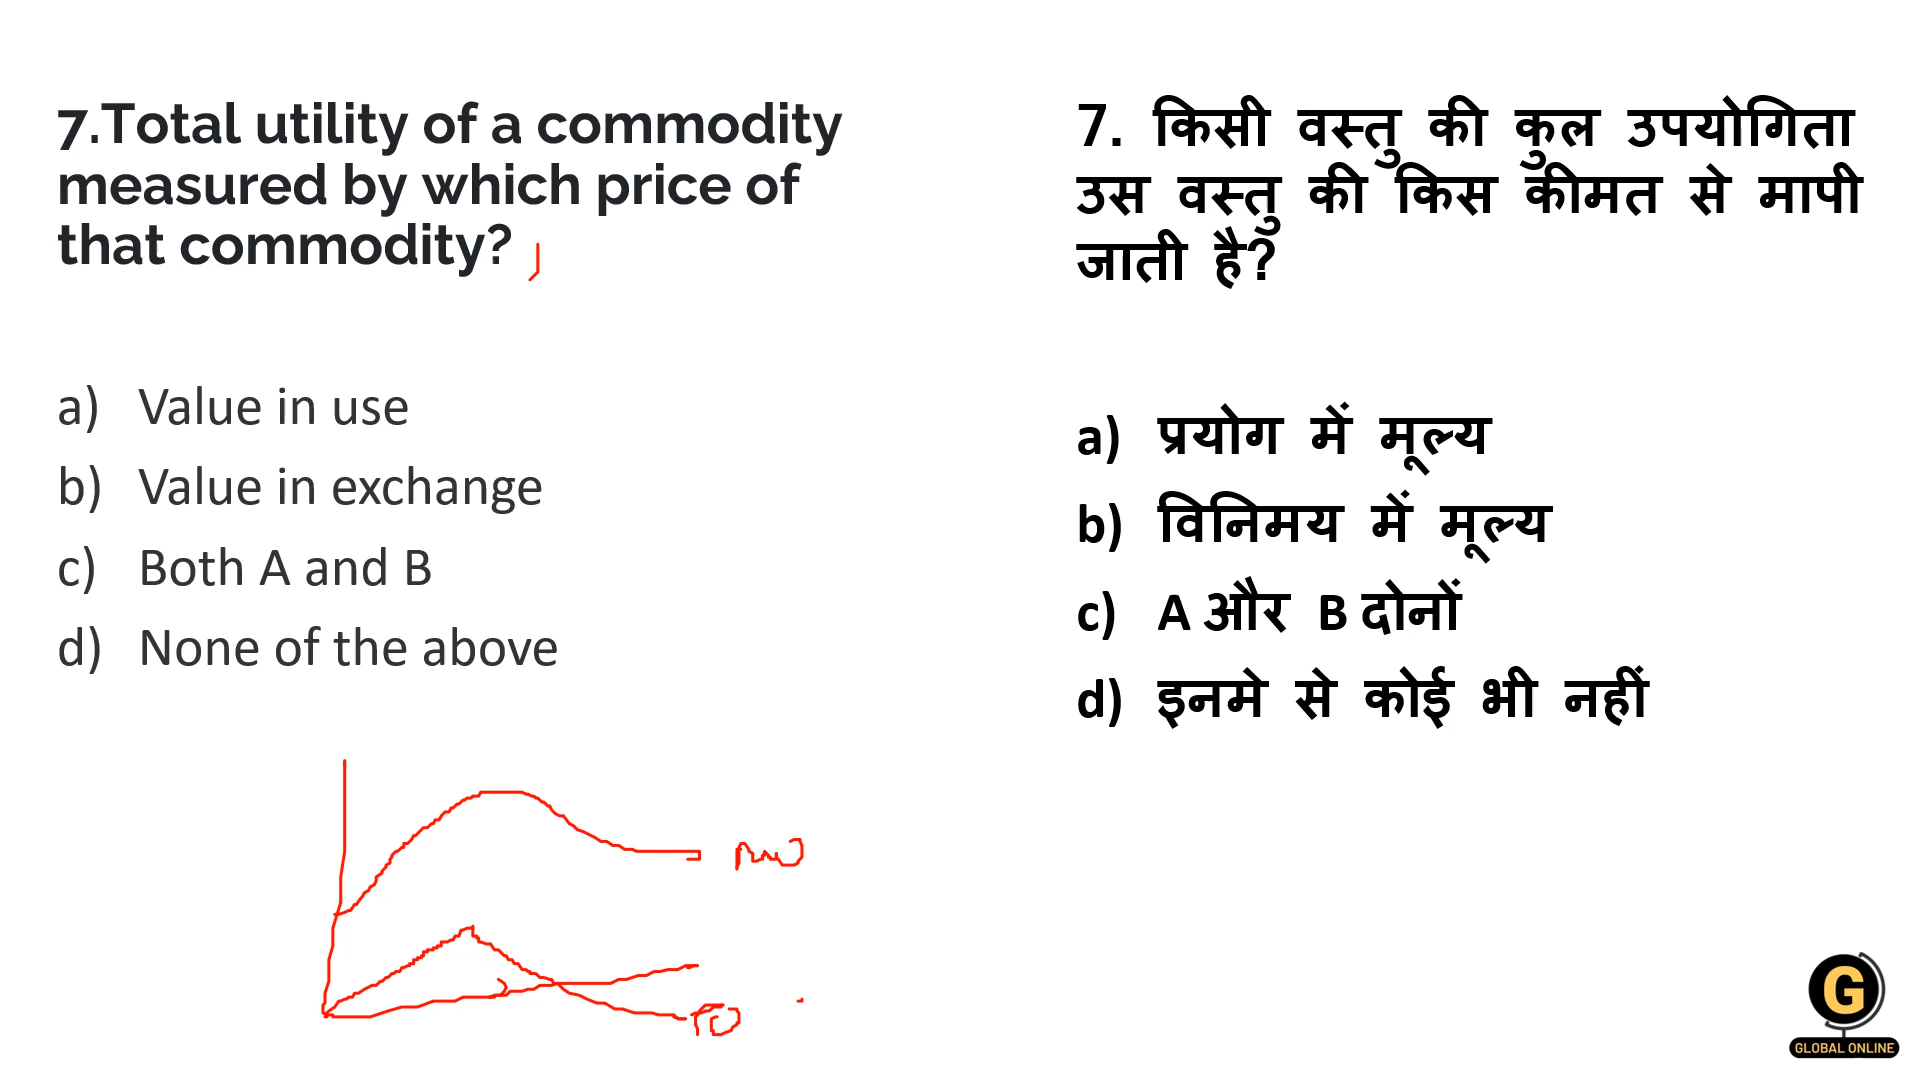 7.Total utility of a commodity
measured by which price of
that commodity?
a) Value in use
b) Value in exchange
c) Both A and B
d) None of the above
7. किसी वस्तु की कुल उपयोगिता
उस वस्तु की किस कीमत से मापी
जाती है?
a) प्रयोग में मूल्य
b) विनिमय में मूल्य
c) A और B दोनों
d) इनमे से कोई भी नहीं
G
GLOBAL ONLINE